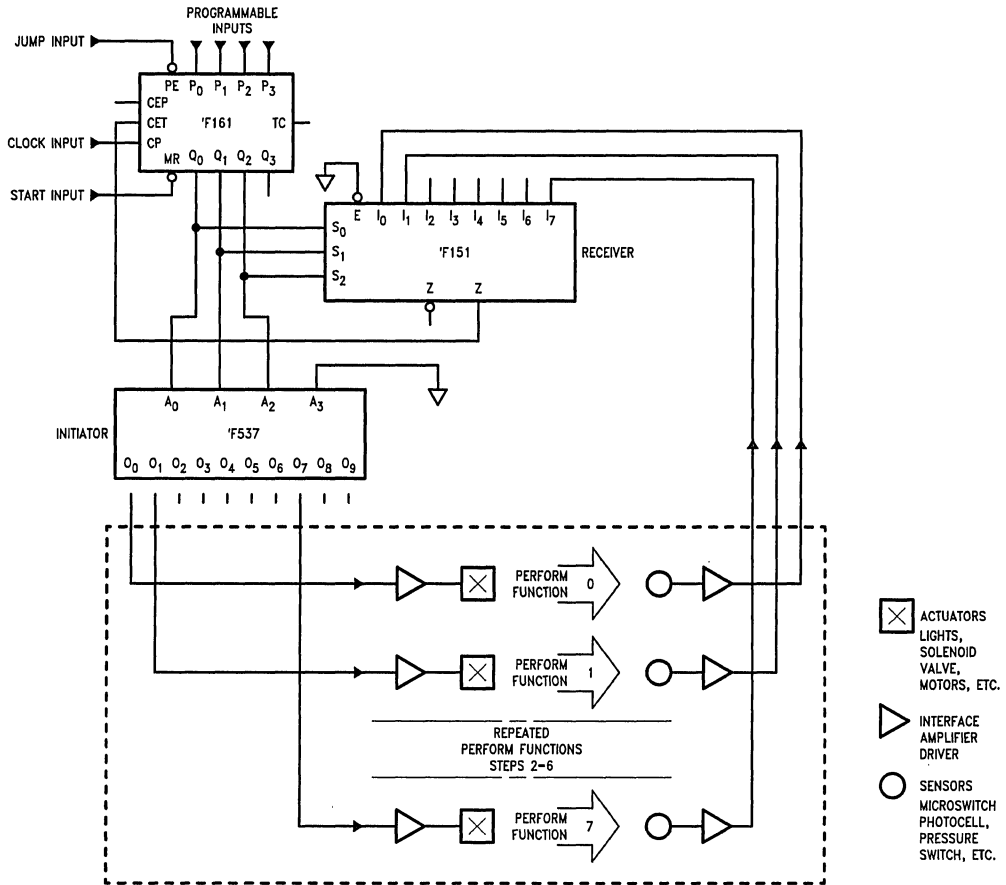 PROGRAMMABLE
INPUTS
JUMP INPUT
PE P0 P1 P2 P3
CEP
CET 'F161 TC
CLOCK INPUT CP
MR Q0 Q1 Q2 Q3
START INPUT
E I0 I1 I2 I3 I4 I5 I6 I7
S0
S1 'F151 RECEIVER
S2
Z Z
A0 A1 A2 A3
INITIATOR 'F537
O0 O1 O2 O3 O4 O5 O6 O7 O8 O9
PERFORM
FUNCTION 0
PERFORM
FUNCTION 1
REPEATED
PERFORM FUNCTIONS
STEPS 2-6
PERFORM
FUNCTION 7
ACTUATORS
LIGHTS,
SOLENOID
VALVE,
MOTORS, ETC.
INTERFACE
AMPLIFIER
DRIVER
SENSORS
MICROSWITCH
PHOTOCELL,
PRESSURE
SWITCH, ETC.